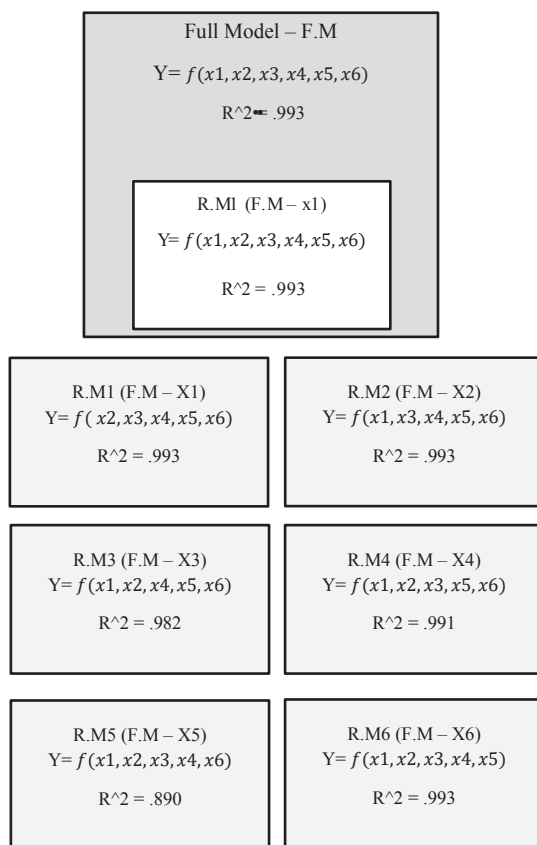 Full Model – F.M
Y= f(x1, x2, x3, x4, x5, x6)
R^2= .993
R.M1 (F.M – x1)
Y= f(x1, x2, x3, x4, x5, x6)
R^2 = .993
R.M1 (F.M – X1)
Y= f( x2, x3, x4, x5, x6)
R^2 = .993
R.M2 (F.M – X2)
Y= f(x1, x3, x4, x5, x6)
R^2 = .993
R.M3 (F.M – X3)
Y= f(x1, x2, x4, x5, x6)
R^2 = .982
R.M4 (F.M – X4)
Y= f(x1, x2, x3, x5, x6)
R^2 = .991
R.M5 (F.M – X5)
Y= f(x1, x2, x3, x4, x6)
R^2 = .890
R.M6 (F.M – X6)
Y= f(x1, x2, x3, x4, x5)
R^2 = .993